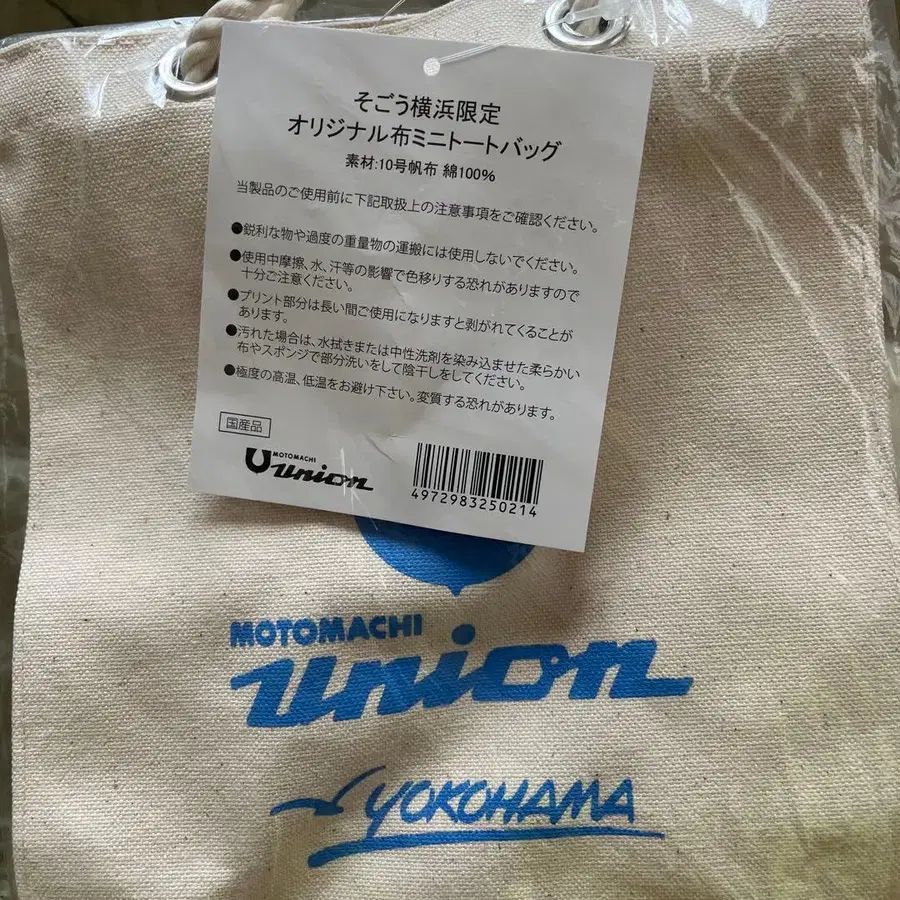 そごう横浜限定
オリジナル布ミニトートバッグ
素材:10号帆布 綿100%
当製品のご使用前に下記取扱上の注意事項をご確認ください。
●鋭利な物や過度の重量物の運搬には使用しないでください。
●使用中摩擦、水、汗等の影響で色移りする恐れがありますので
十分ご注意ください。
●プリント部分は長い間ご使用になりますと剥がれてくることが
あります。
●汚れた場合は、水拭きまたは中性洗剤を染み込ませた柔らかい
布やスポンジで部分洗いをして陰干しをしてください。
●極度の高温、低温をお避け下さい。変質する恐れがあります。
国産品
MOTOMACHI
union
4972983250214
MOTOMACHI
union
YOKOHAMA